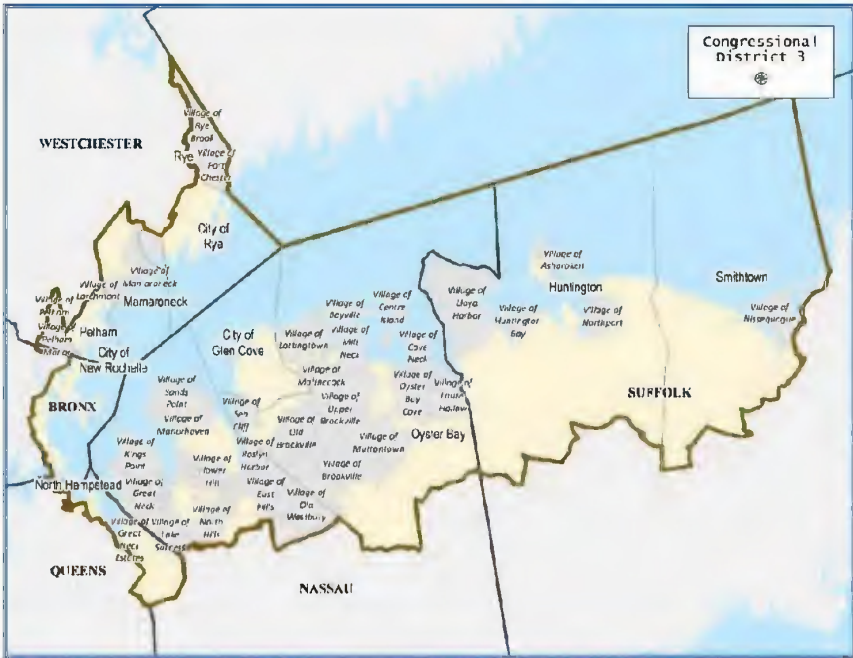 Congressional
District 3
WESTCHESTER
Village of
Rye
Brook
Rye
Village of
Port
Chester
City of
Rye
Village of
Mamaroneck
Village of
Larchmont
Mamaroneck
Village of
Pelham
Village of
Pelham
Manor
Pelham
City of
New Rochelle
BRONX
City of
Glen Cove
Village of
Bayville
Village of
Centre
Island
Village of
Lattingtown
Village of
Mill
Neck
Village of
Cove
Neck
Village of
Lloyd
Harbor
Village of
Asharoken
Huntington
Village of
Huntington
Bay
Village of
Northport
Smithtown
Village of
Nissequogue
SUFFOLK
Village of
Sands
Point
Village of
Manorhaven
Village of
Sea
Cliff
Village of
Matinecock
Village of
Upper
Brookville
Village of
Oyster
Bay
Cove
Village of
Laurel
Hollow
Village of
Old
Brookville
Village of
Muttontown
Oyster Bay
Village of
Kings
Point
Village of
Roslyn
Harbor
Village of
Brookville
North Hempstead
Village of
Great
Neck
Village of
Flower
Hill
Village of
East
Hills
Village of
Old
Westbury
Village of
Great
Neck
Estates
Village of
Lake
Success
Village of
North
Hills
QUEENS
NASSAU